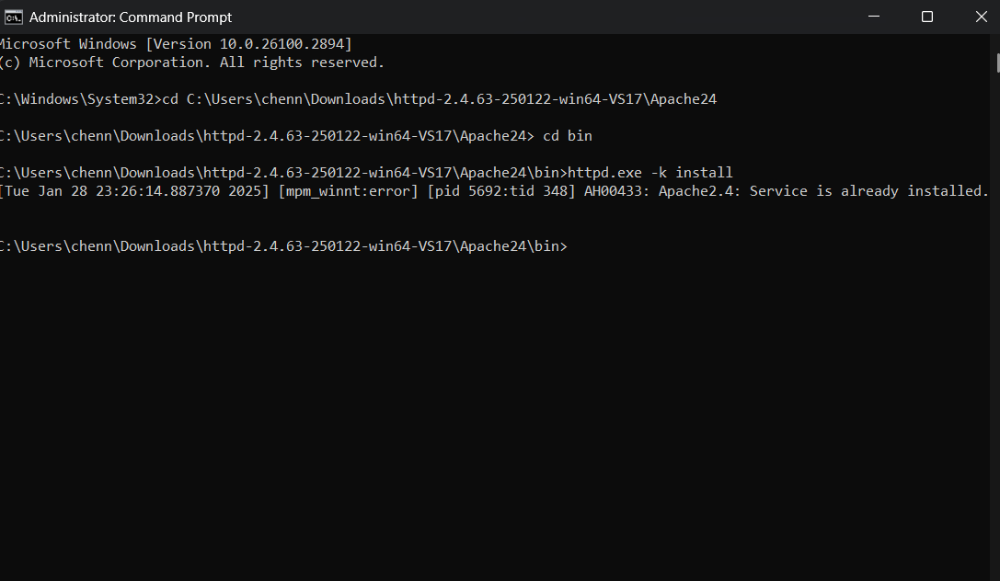 Administrator: Command Prompt
Microsoft Windows [Version 10.0.26100.2894]
(c) Microsoft Corporation. All rights reserved.
C:\Windows\System32>cd C:\Users\chenn\Downloads\httpd-2.4.63-250122-win64-VS17\Apache24
C:\Users\chenn\Downloads\httpd-2.4.63-250122-win64-VS17\Apache24> cd bin
C:\Users\chenn\Downloads\httpd-2.4.63-250122-win64-VS17\Apache24\bin>httpd.exe -k install
[Tue Jan 28 23:26:14.887370 2025] [mpm_winnt:error] [pid 5692:tid 348] AH00433: Apache2.4: Service is already installed.
C:\Users\chenn\Downloads\httpd-2.4.63-250122-win64-VS17\Apache24\bin>